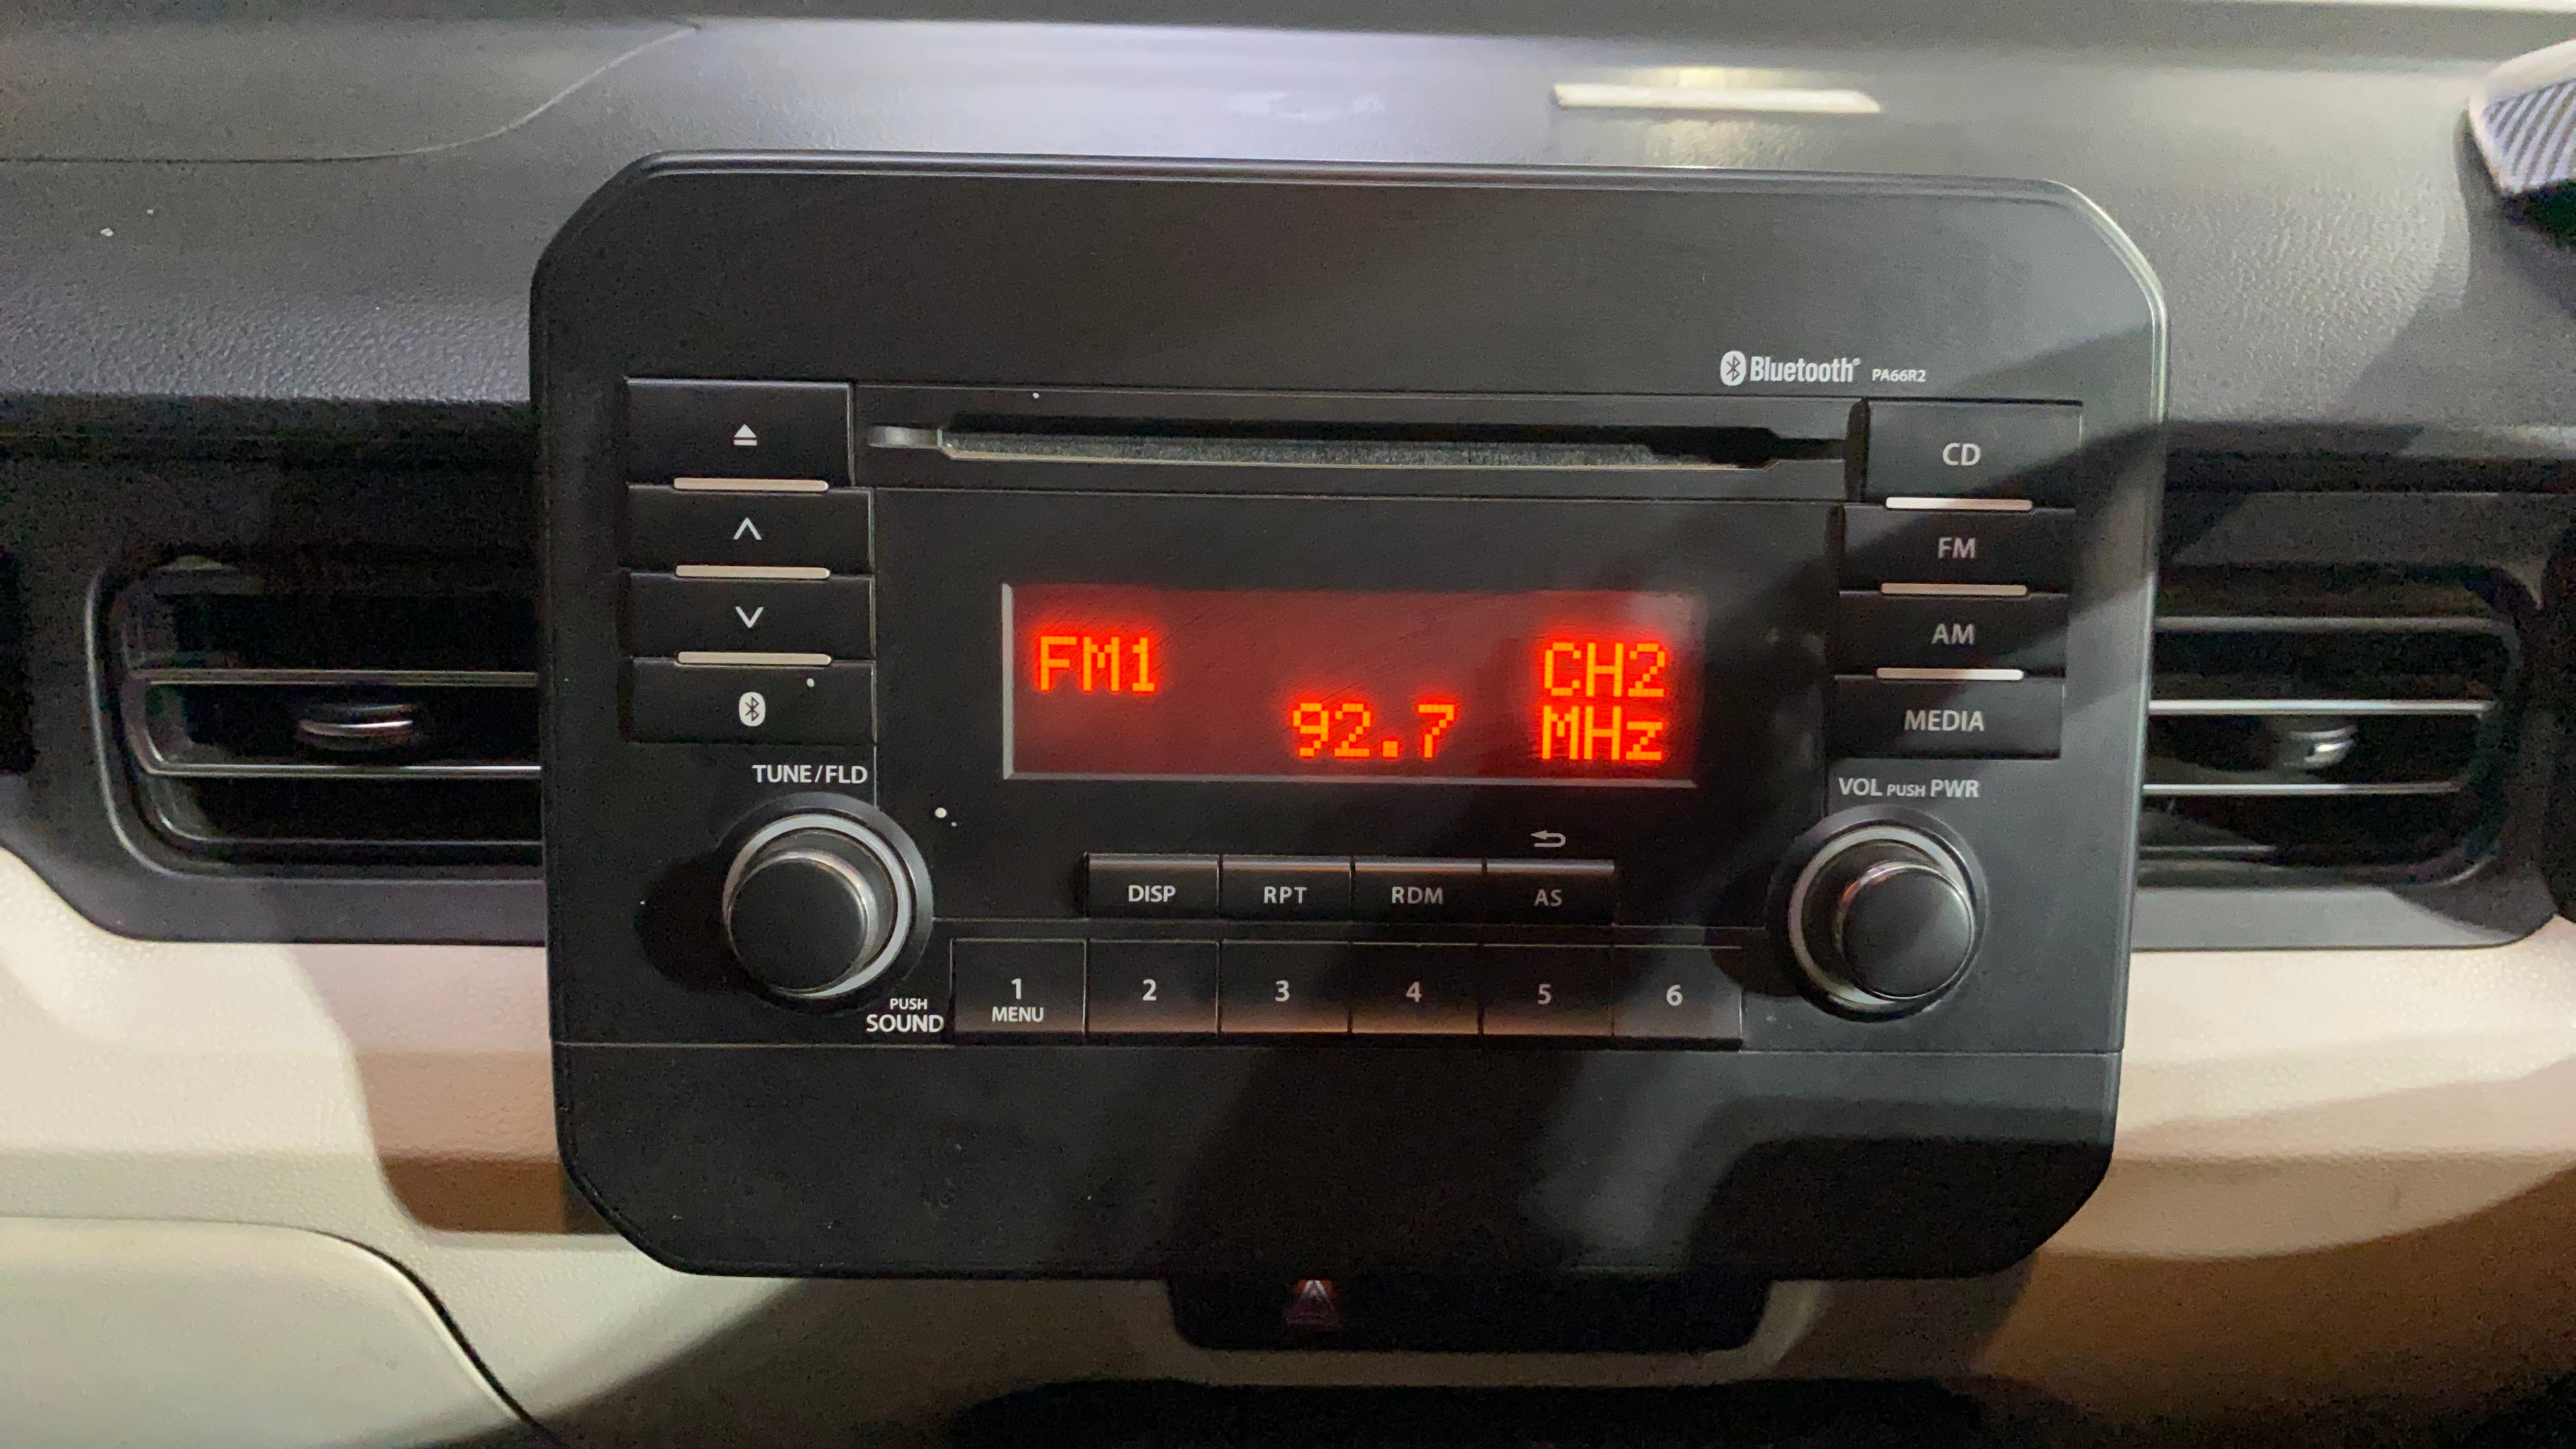 Bluetooth® PA66R2
CD
FM
AM
MEDIA
FM1 CH2
92.7 MHz
TUNE/FLD
VOL PUSH PWR
DISP RPT RDM AS
PUSH
SOUND
1 2 3 4 5 6
MENU